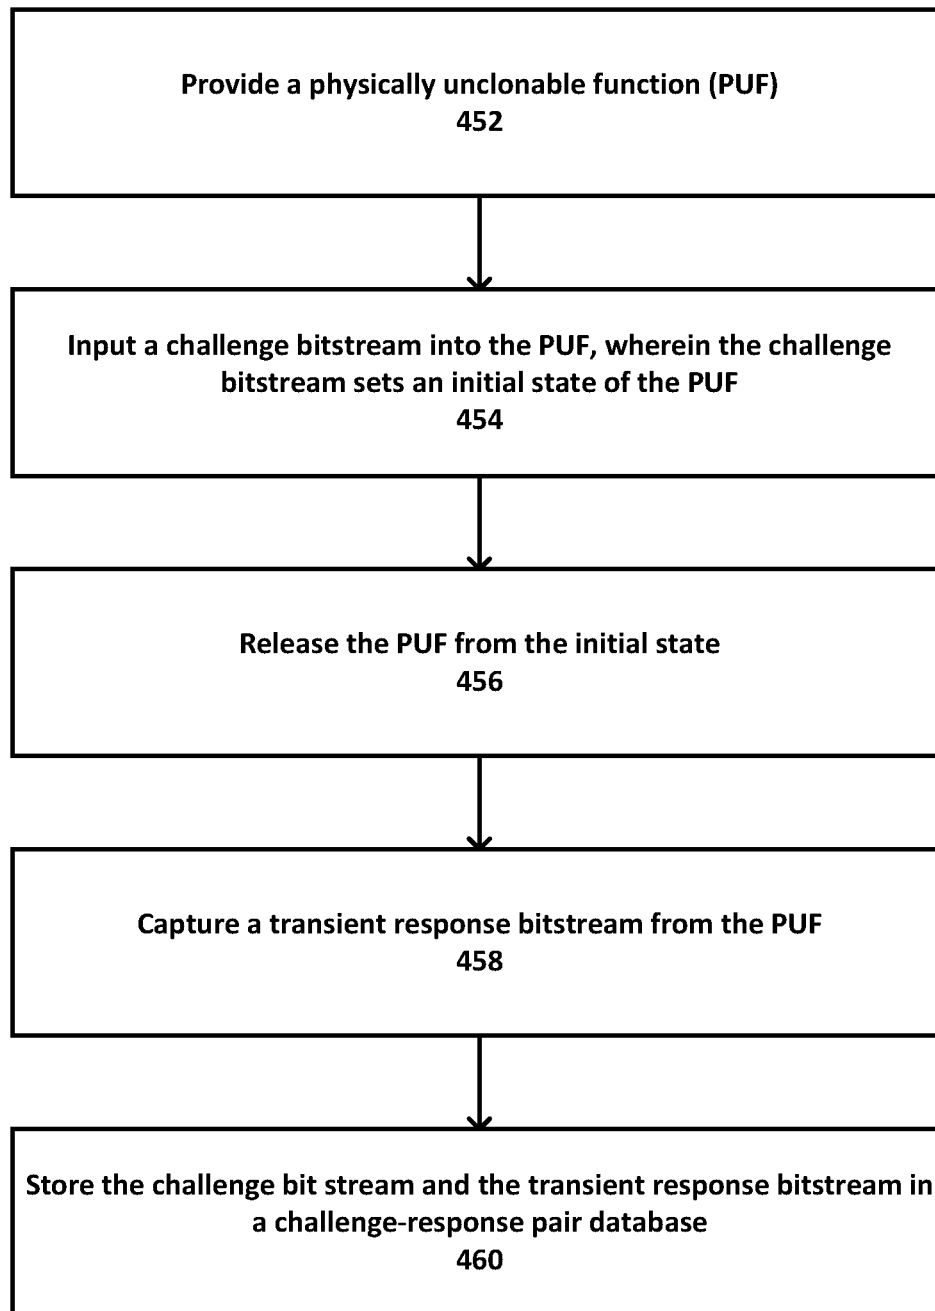 Provide a physically unclonable function (PUF)
452
Input a challenge bitstream into the PUF, wherein the challenge
bitstream sets an initial state of the PUF
454
Release the PUF from the initial state
456
Capture a transient response bitstream from the PUF
458
Store the challenge bit stream and the transient response bitstream in
a challenge-response pair database
460